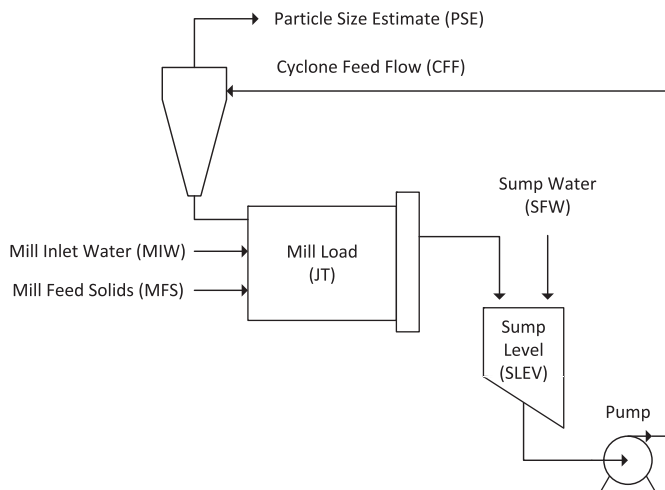 Particle Size Estimate (PSE)
Cyclone Feed Flow (CFF)
Sump Water
(SFW)
Mill Inlet Water (MIW)
Mill Load
(JT)
Mill Feed Solids (MFS)
Sump
Level
(SLEV)
Pump